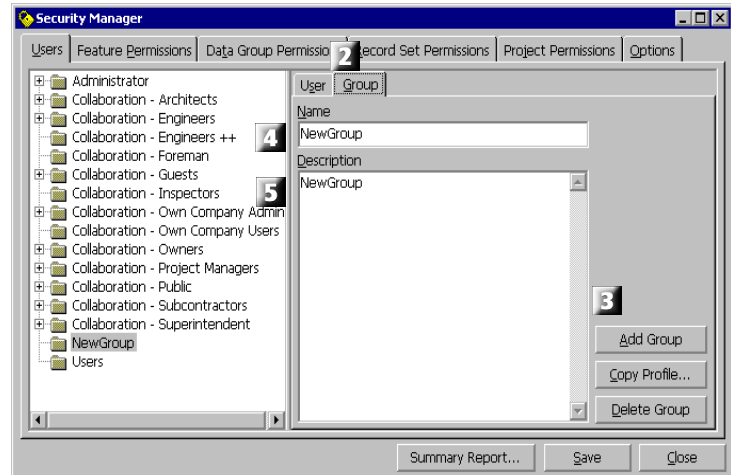 Security Manager
Users Feature Permissions Data Group Permissio 2 ecord Set Permissions Project Permissions Options
Administrator
Collaboration - Architects
Collaboration - Engineers
Collaboration - Engineers ++
Collaboration - Foreman
Collaboration - Guests
Collaboration - Inspectors
Collaboration - Own Company Admin
Collaboration - Own Company Users
Collaboration - Owners
Collaboration - Project Managers
Collaboration - Public
Collaboration - Subcontractors
Collaboration - Superintendent
NewGroup
Users
User Group
Name
4 NewGroup
Description
5 NewGroup
3
Add Group
Copy Profile...
Delete Group
Summary Report... Save Close